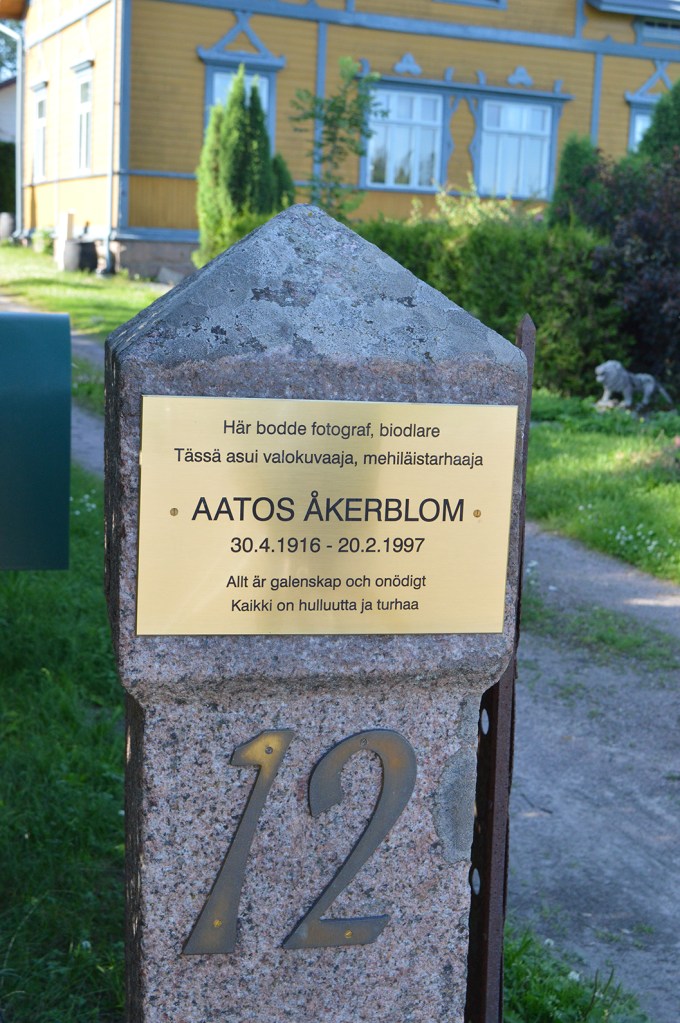 Här bodde fotograf, biodlare
Tässä asui valokuvaaja, mehiläistarhaaja
AATOS ÅKERBLOM
30.4.1916 - 20.2.1997
Allt är galenskap och onödigt
Kaikki on hulluutta ja turhaa
12